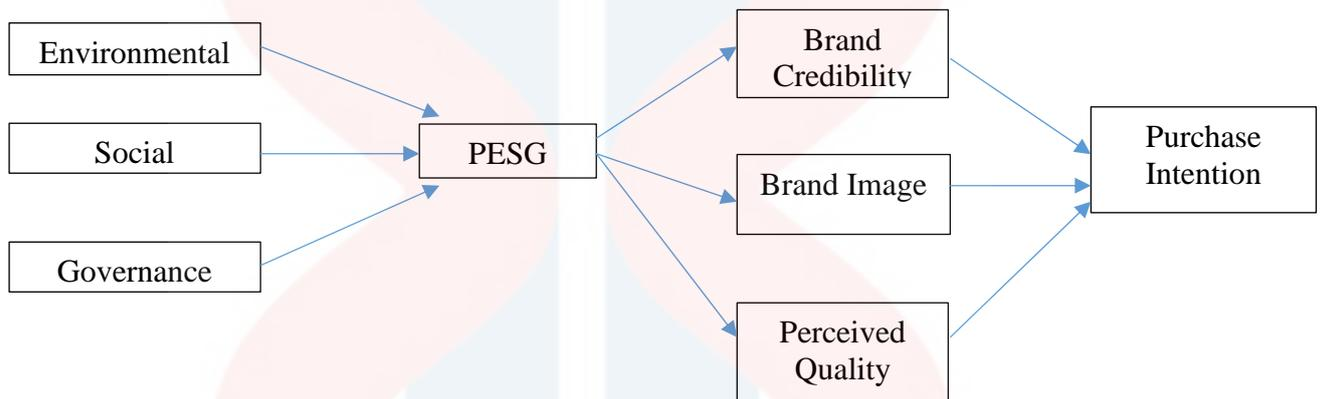 Environmental
Social
Governance
PESG
Brand
Credibility
Brand Image
Perceived
Quality
Purchase
Intention